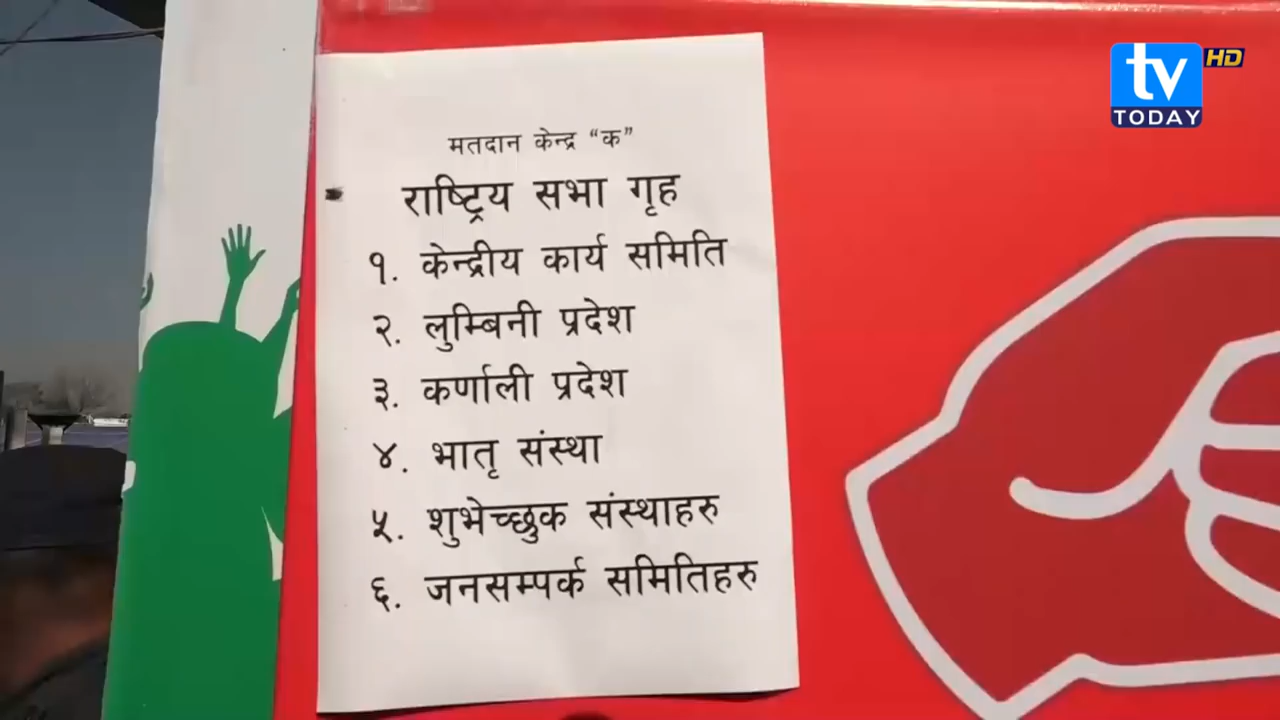 tv HD
TODAY
मतदान केन्द्र “क”
राष्ट्रिय सभा गृह
१. केन्द्रीय कार्य समिति
२. लुम्बिनी प्रदेश
३. कर्णाली प्रदेश
४. भातृ संस्था
५. शुभेच्छुक संस्थाहरु
६. जनसम्पर्क समितिहरु